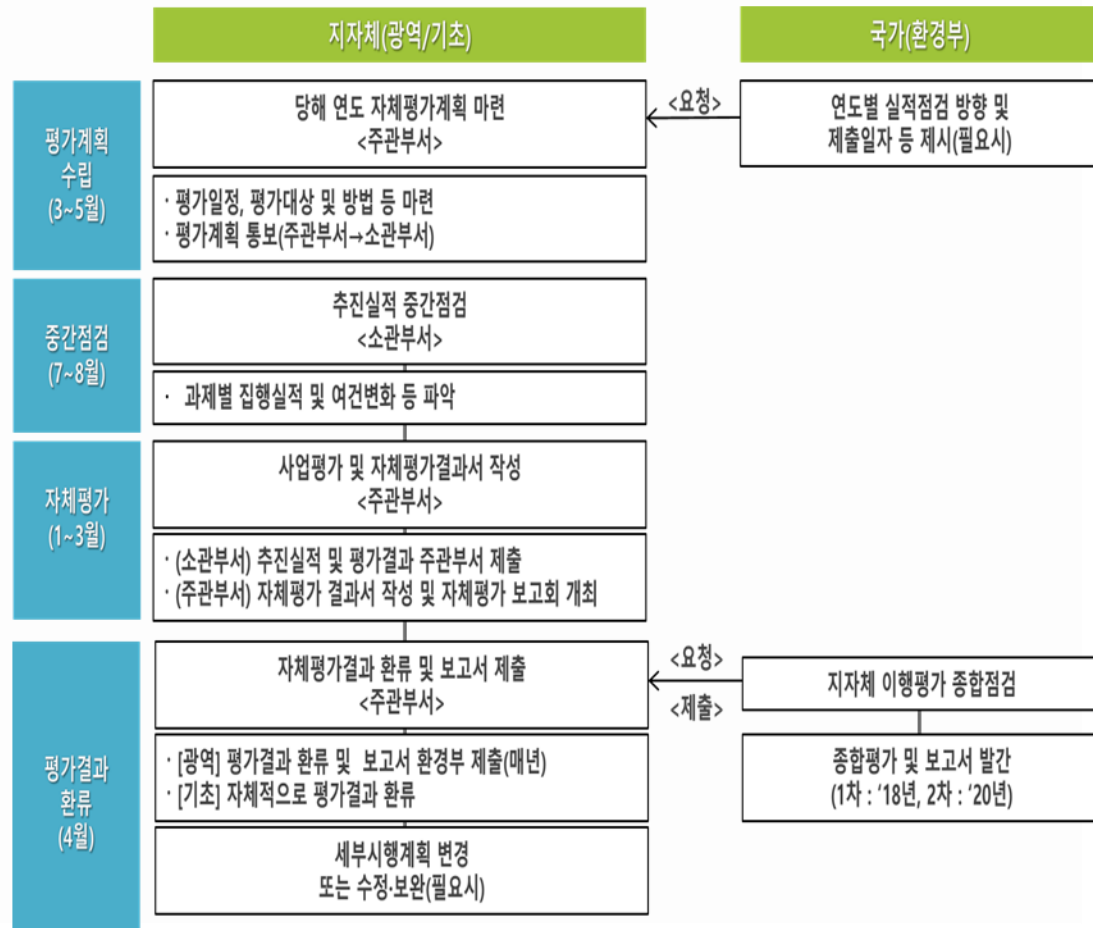 지자체(광역/기초)
국가(환경부)
평가계획
수립
(3~5월)
당해 연도 자체평가계획 마련
<주관부서>
<요청>
연도별 실적점검 방향 및
제출일자 등 제시(필요시)
· 평가일정, 평가대상 및 방법 등 마련
· 평가계획 통보(주관부서→소관부서)
중간점검
(7~8월)
추진실적 중간점검
<소관부서>
· 과제별 집행실적 및 여건변화 등 파악
자체평가
(1~3월)
사업평가 및 자체평가결과서 작성
<주관부서>
· (소관부서) 추진실적 및 평가결과 주관부서 제출
· (주관부서) 자체평가 결과서 작성 및 자체평가 보고회 개최
평가결과
환류
(4월)
자체평가결과 환류 및 보고서 제출
<주관부서>
<요청>
<제출>
지자체 이행평가 종합점검
· [광역] 평가결과 환류 및 보고서 환경부 제출(매년)
· [기초] 자체적으로 평가결과 환류
종합평가 및 보고서 발간
(1차 : ‘18년, 2차 : ‘20년)
세부시행계획 변경
또는 수정·보완(필요시)